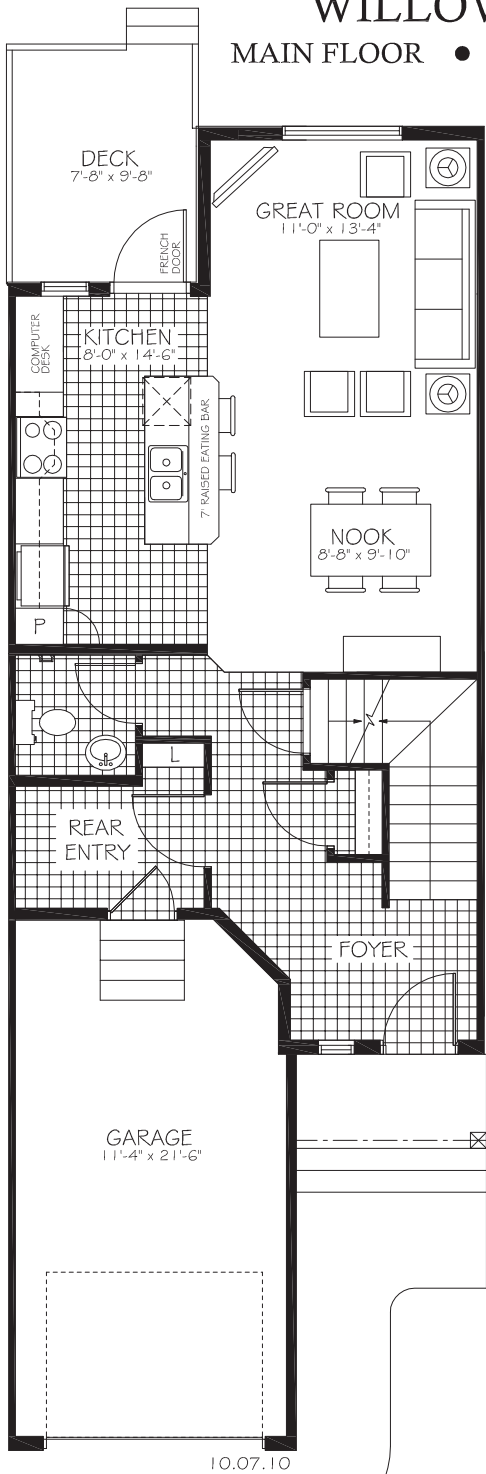 WILLOW
MAIN FLOOR •
DECK
7'-8" x 9'-8"
FRENCH
DOOR
GREAT ROOM
11'-0" x 13'-4"
COMPUTER
DESK
KITCHEN
8'-0" x 14'-6"
7' RAISED EATING BAR
NOOK
8'-8" x 9'-10"
P
L
REAR
ENTRY
FOYER
GARAGE
11'-4" x 21'-6"
10.07.10